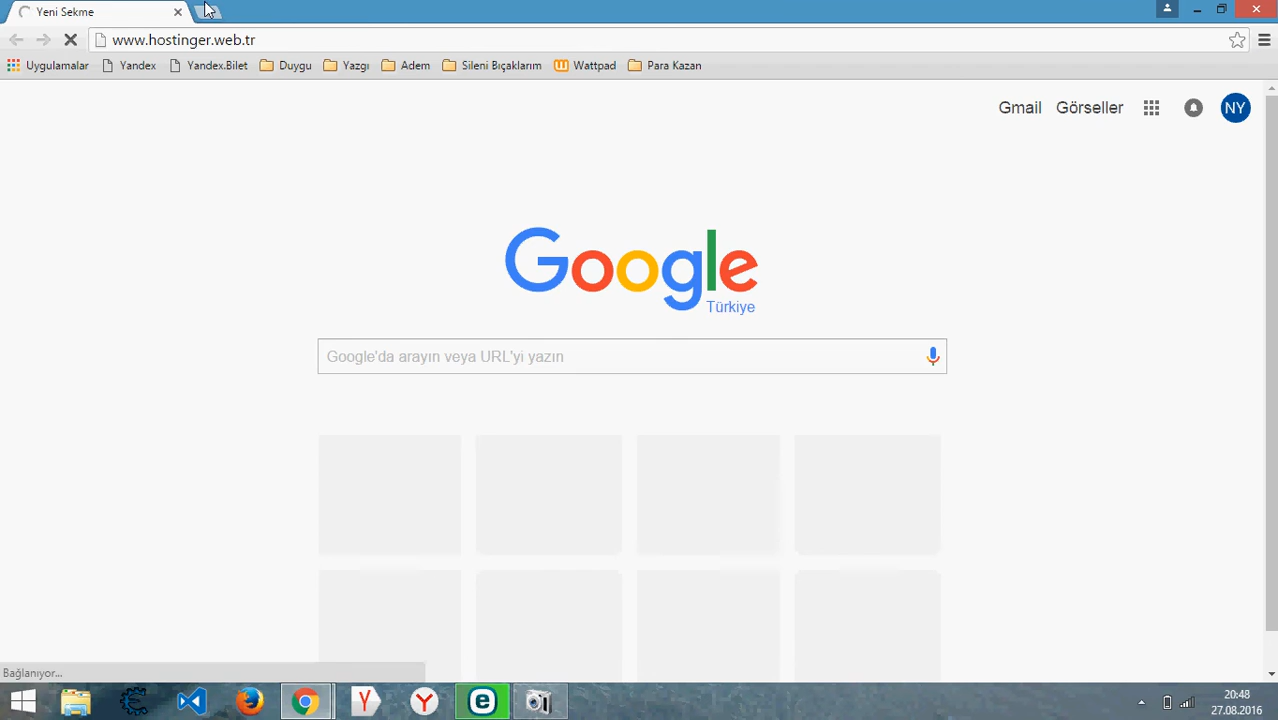 Yeni Sekme
www.hostinger.web.tr
Uygulamalar Yandex Yandex.Bilet Duygu Yazgı Adem Sileni Bıçaklarım Wattpad Para Kazan
Gmail Görseller NY
Google
Türkiye
Google'da arayın veya URL'yi yazın
Bağlanıyor...
20:48
27.08.2016